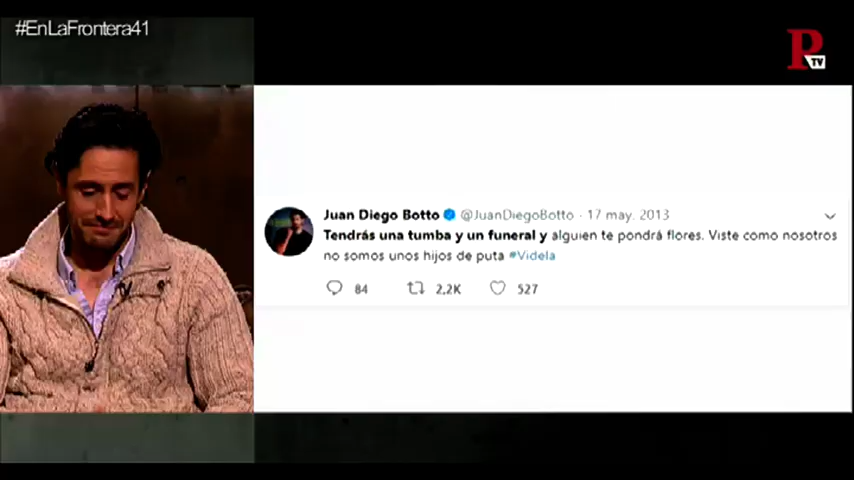 #EnLaFrontera41
P
TV
Juan Diego Botto @JuanDiegoBotto · 17 may. 2013
Tendrás una tumba y un funeral y alguien te pondrá flores. Viste como nosotros
no somos unos hijos de puta #Videla
84 2,2K 527